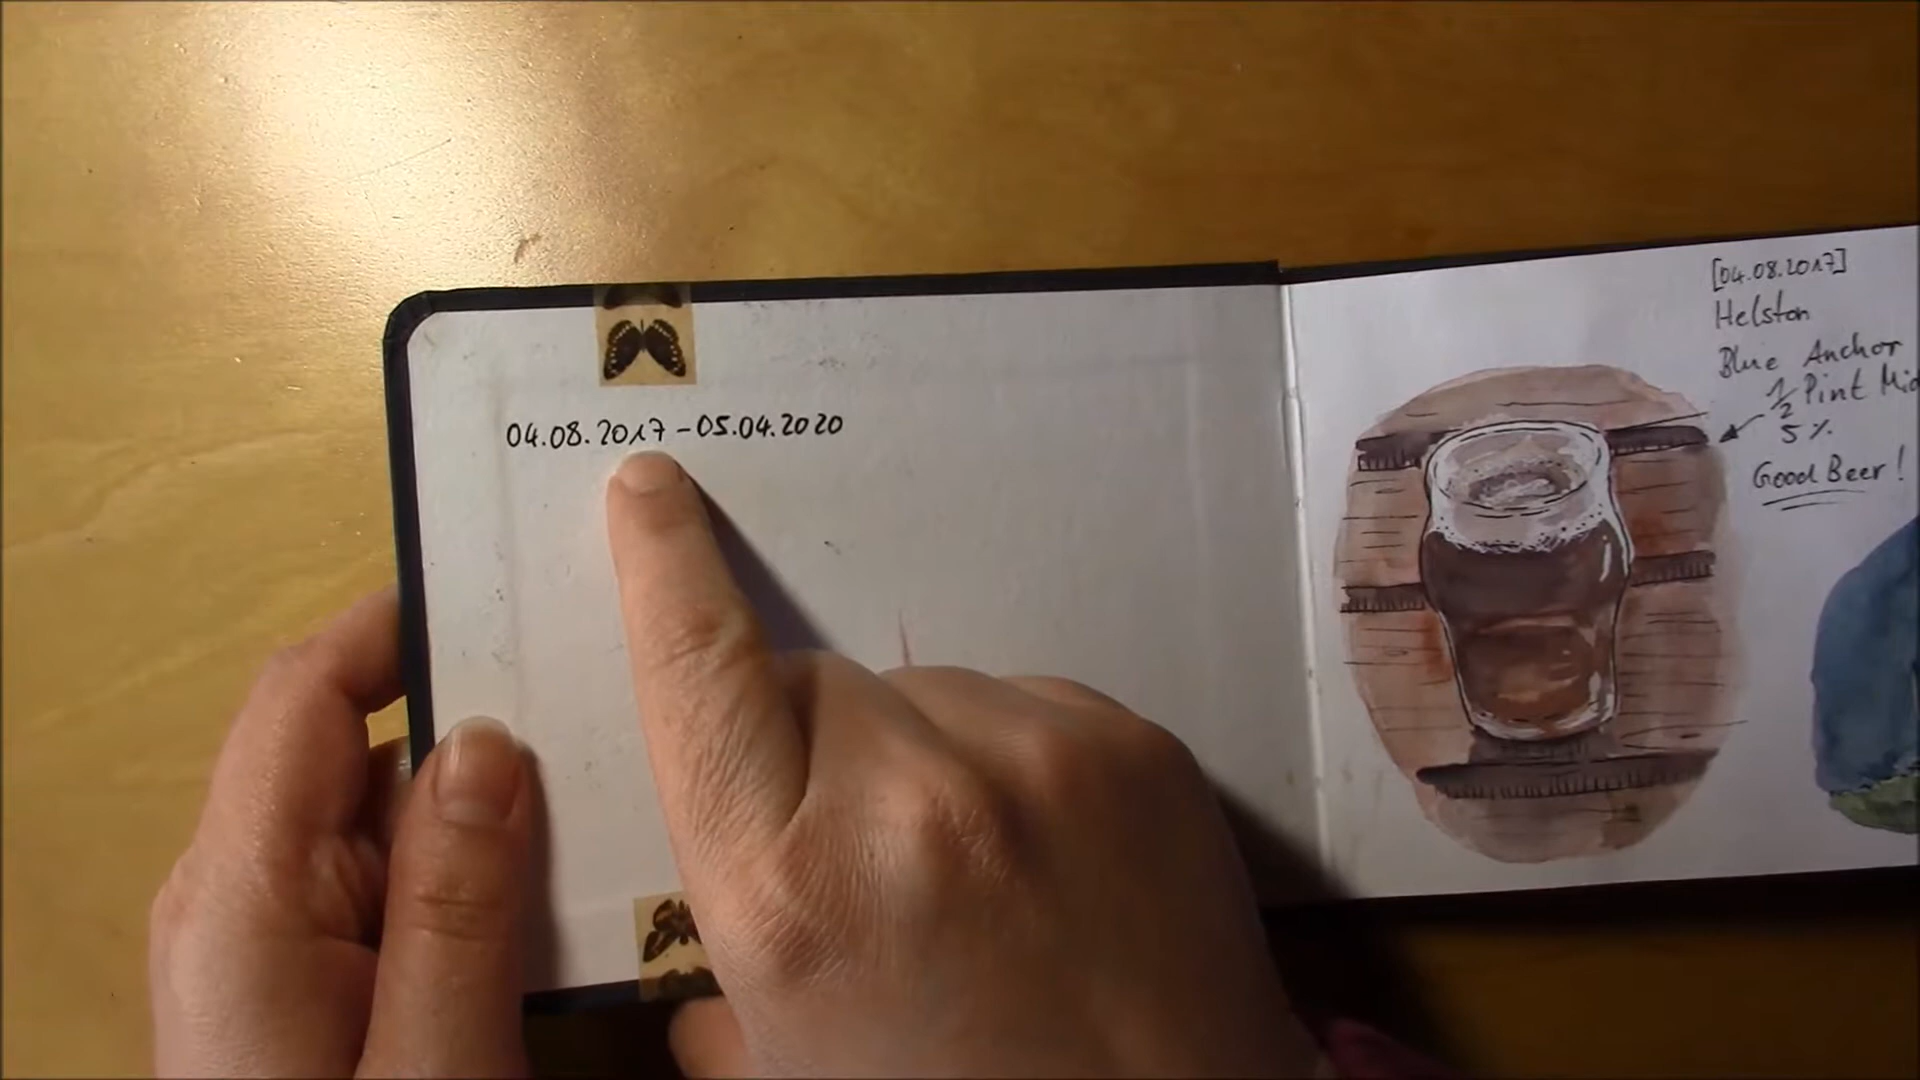 04.08.2017 - 05.04.2020
[04.08.2017]
Helston
Blue Anchor
1/2 Pint
5 %
Good Beer!